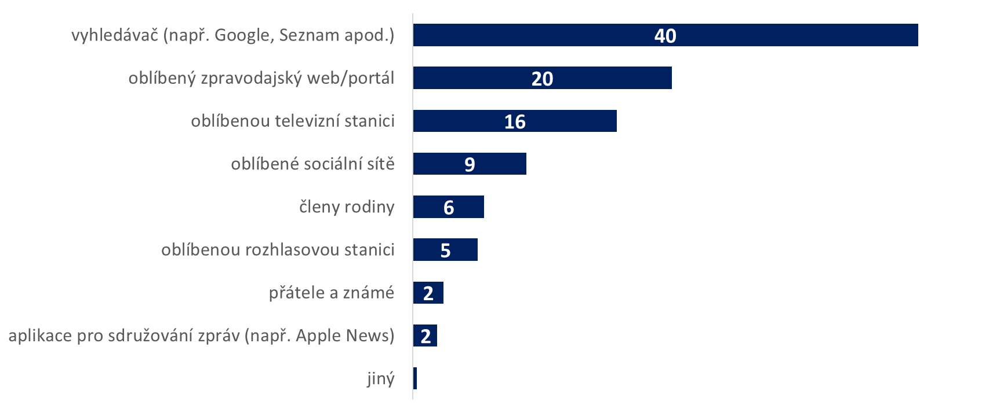 vyhledávač (např. Google, Seznam apod.) 40
oblíbený zpravodajský web/portál 20
oblíbenou televizní stanici 16
oblíbené sociální sítě 9
členy rodiny 6
oblíbenou rozhlasovou stanici 5
přátele a známé 2
aplikace pro sdružování zpráv (např. Apple News) 2
jiný